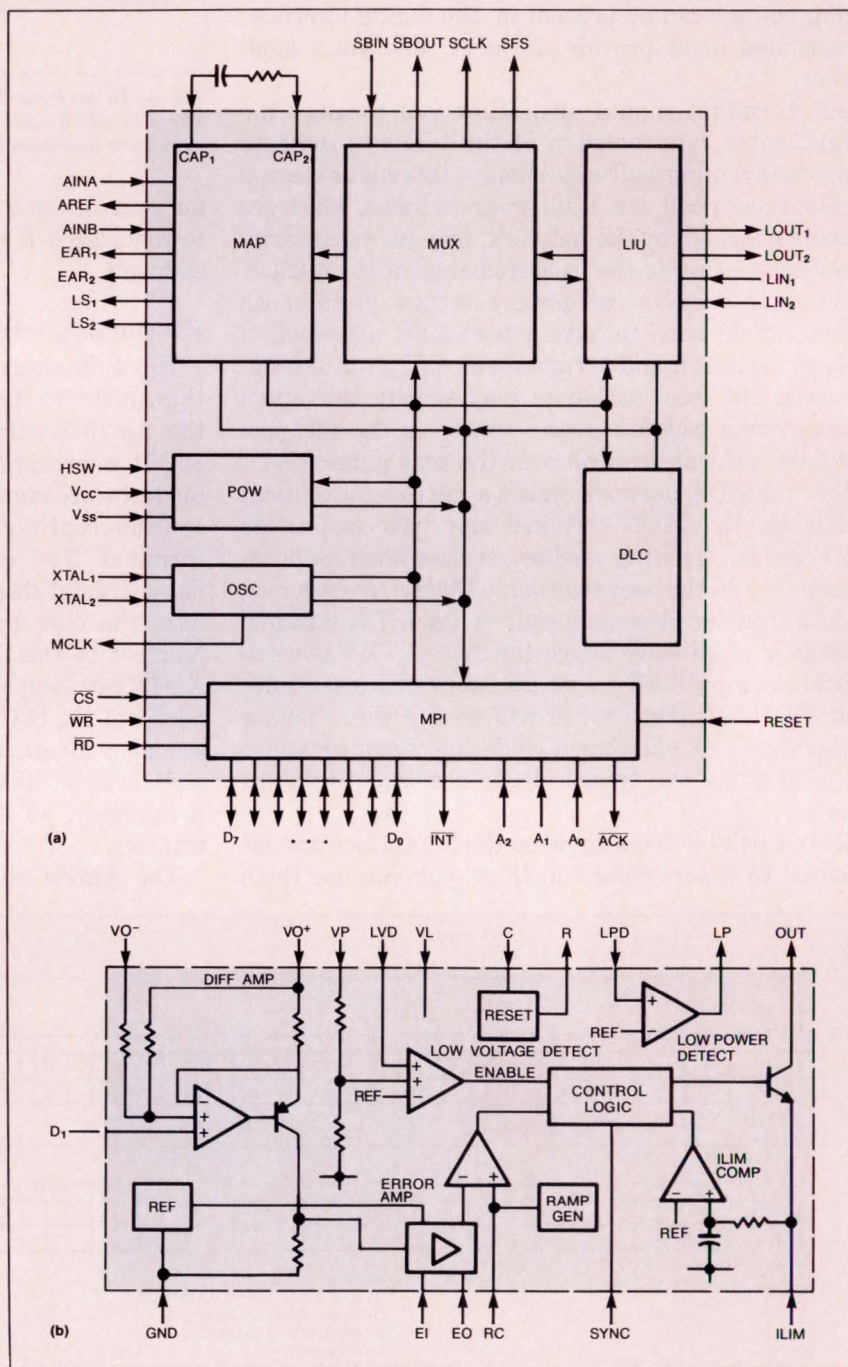 SBIN SBOUT SCLK SFS
CAP1 CAP2
AINA
AREF
AINB
EAR1
EAR2
LS1
LS2
MAP
MUX
LIU
LOUT1
LOUT2
LIN1
LIN2
HSW
Vcc
Vss
POW
XTAL1
XTAL2
OSC
MCLK
DLC
CS
WR
RD
MPI
RESET
D7 - - - - - - D0 INT A2 A1 A0 ACK
(a)
VO- VO+ VP LVD VL C R LPD LP OUT
DIFF AMP
RESET
REF
LOW POWER
DETECT
LOW VOLTAGE DETECT
ENABLE
REF
CONTROL
LOGIC
D1
ILIM
COMP
ERROR
AMP
REF
RAMP
GEN
REF
(b)
GND EI EO RC SYNC ILIM